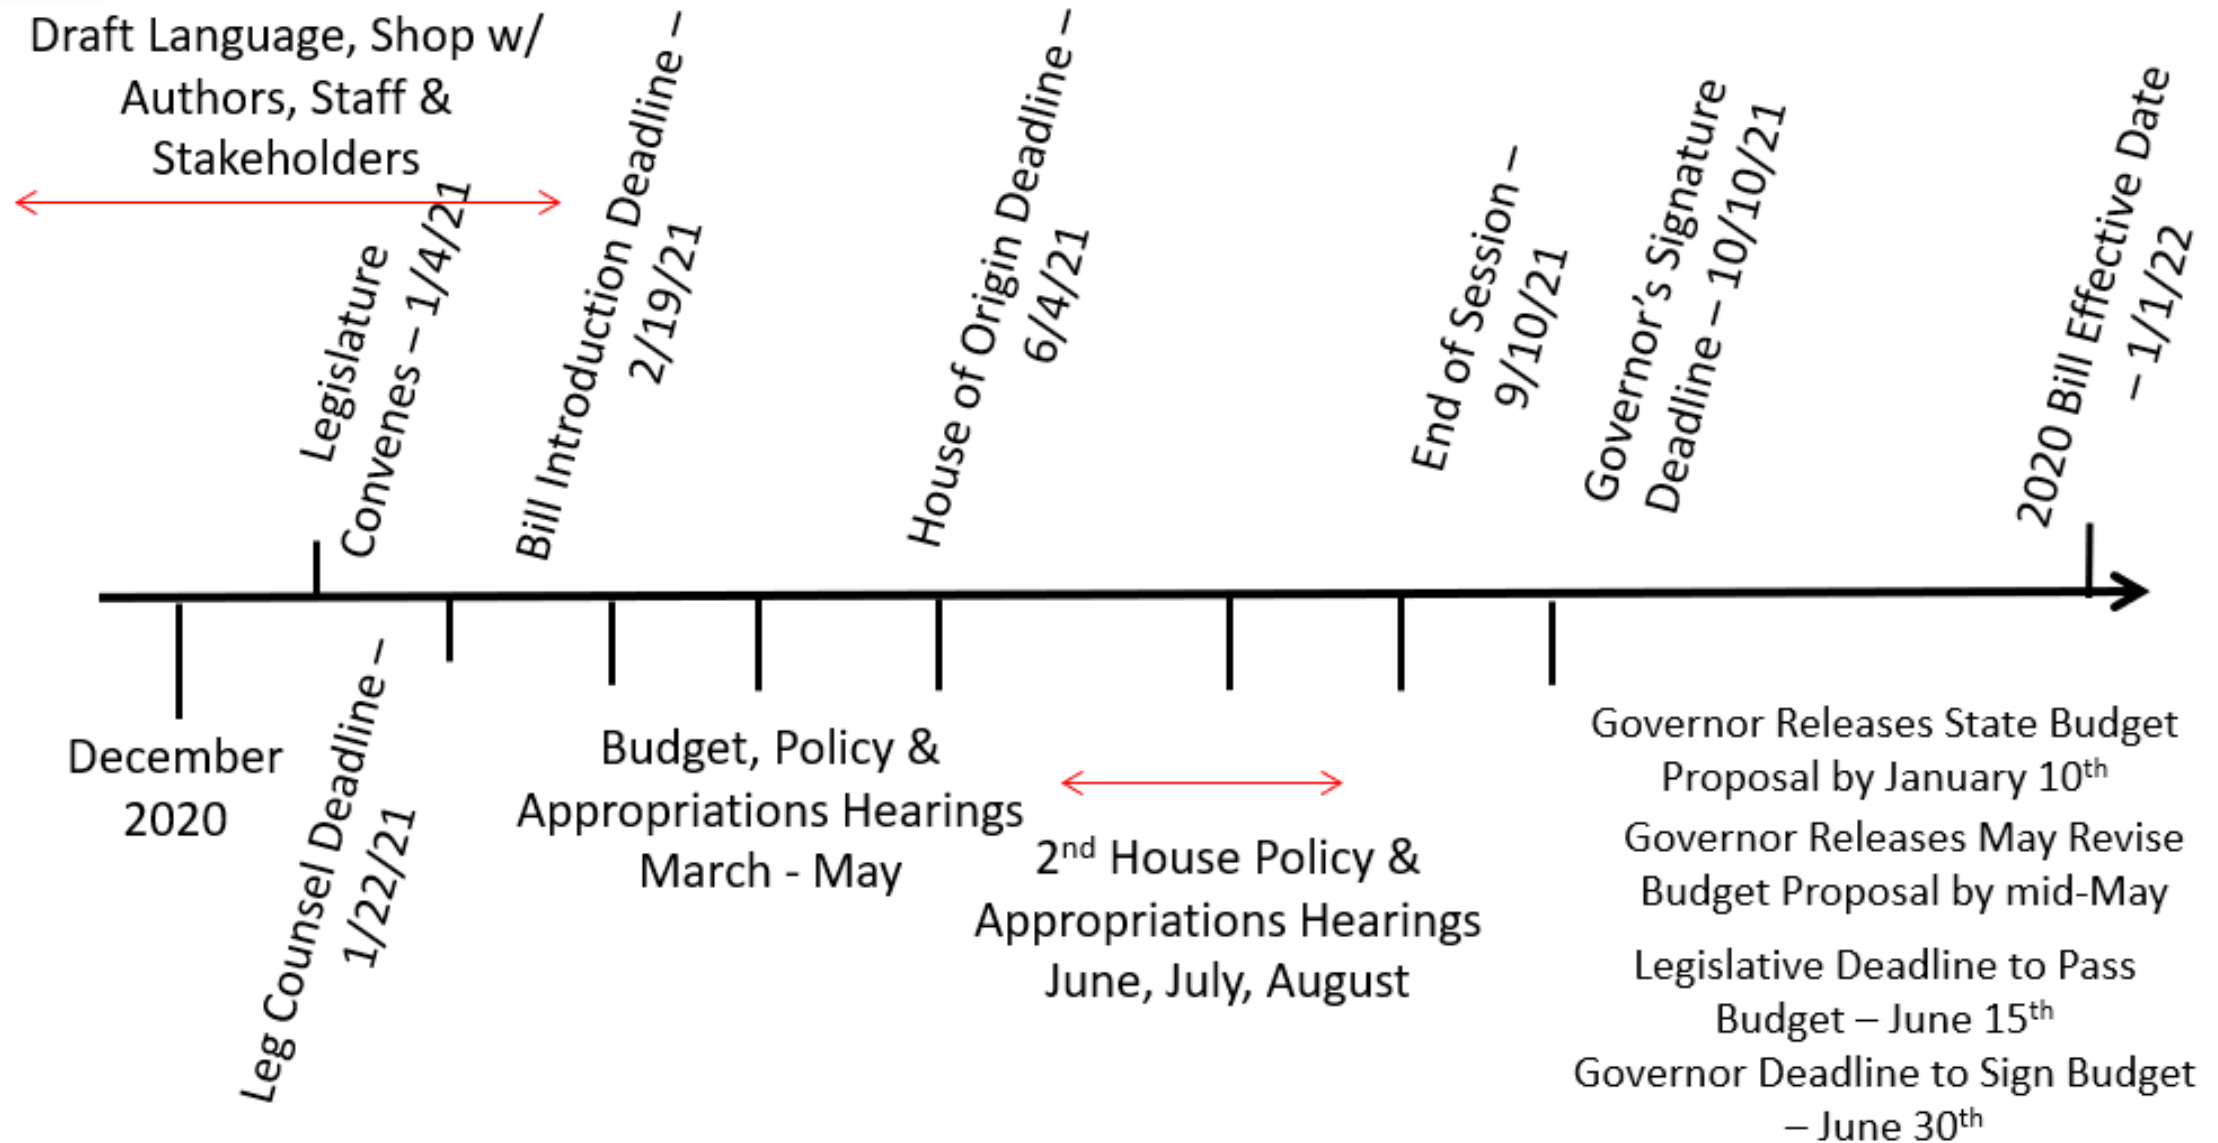 Draft Language, Shop w/
Authors, Staff &
Stakeholders
Legislature
Convenes – 1/4/21
Bill Introduction Deadline –
2/19/21
House of Origin Deadline –
6/4/21
End of Session –
9/10/21
Governor's Signature
Deadline – 10/10/21
2020 Bill Effective Date
– 1/1/22
December
2020
Leg Counsel Deadline –
1/22/21
Budget, Policy &
Appropriations Hearings
March - May
2nd House Policy &
Appropriations Hearings
June, July, August
Governor Releases State Budget
Proposal by January 10th
Governor Releases May Revise
Budget Proposal by mid-May
Legislative Deadline to Pass
Budget – June 15th
Governor Deadline to Sign Budget
– June 30th